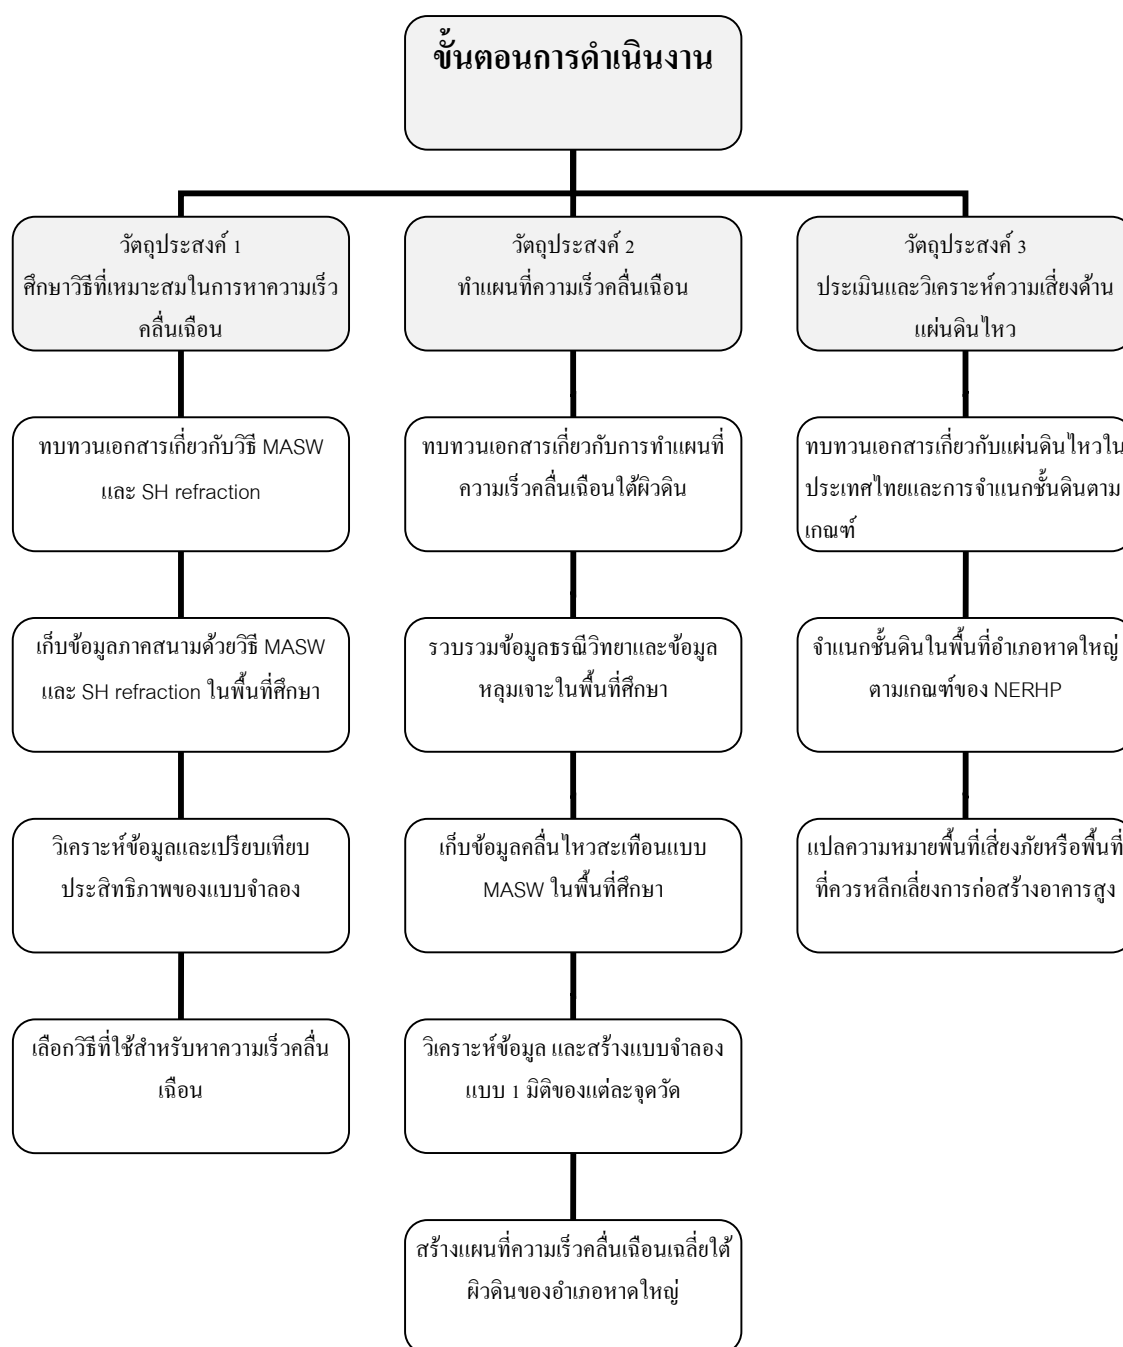 ขั้นตอนการดำเนินงาน
วัตถุประสงค์ 1
ศึกษาวิธีที่เหมาะสมในการหาความเร็ว
คลื่นเฉือน
ทบทวนเอกสารเกี่ยวกับวิธี MASW
และ SH refraction
เก็บข้อมูลภาคสนามด้วยวิธี MASW
และ SH refraction ในพื้นที่ศึกษา
วิเคราะห์ข้อมูลและเปรียบเทียบ
ประสิทธิภาพของแบบจำลอง
เลือกวิธีที่ใช้สำหรับหาความเร็วคลื่น
เฉือน
วัตถุประสงค์ 2
ทำแผนที่ความเร็วคลื่นเฉือน
ทบทวนเอกสารเกี่ยวกับการทำแผนที่
ความเร็วคลื่นเฉือนใต้ผิวดิน
รวบรวมข้อมูลธรณีวิทยาและข้อมูล
หลุมเจาะในพื้นที่ศึกษา
เก็บข้อมูลคลื่นไหวสะเทือนแบบ
MASW ในพื้นที่ศึกษา
วิเคราะห์ข้อมูล และสร้างแบบจำลอง
แบบ 1 มิติของแต่ละจุดวัด
สร้างแผนที่ความเร็วคลื่นเฉือนเฉลี่ยใต้
ผิวดินของอำเภอหาดใหญ่
วัตถุประสงค์ 3
ประเมินและวิเคราะห์ความเสี่ยงด้าน
แผ่นดินไหว
ทบทวนเอกสารเกี่ยวกับแผ่นดินไหวใน
ประเทศไทยและการจำแนกชั้นดินตาม
เกณฑ์
จำแนกชั้นดินในพื้นที่อำเภอหาดใหญ่
ตามเกณฑ์ของ NERHP
แปลความหมายพื้นที่เสี่ยงภัยหรือพื้นที่
ที่ควรหลีกเลี่ยงการก่อสร้างอาคารสูง